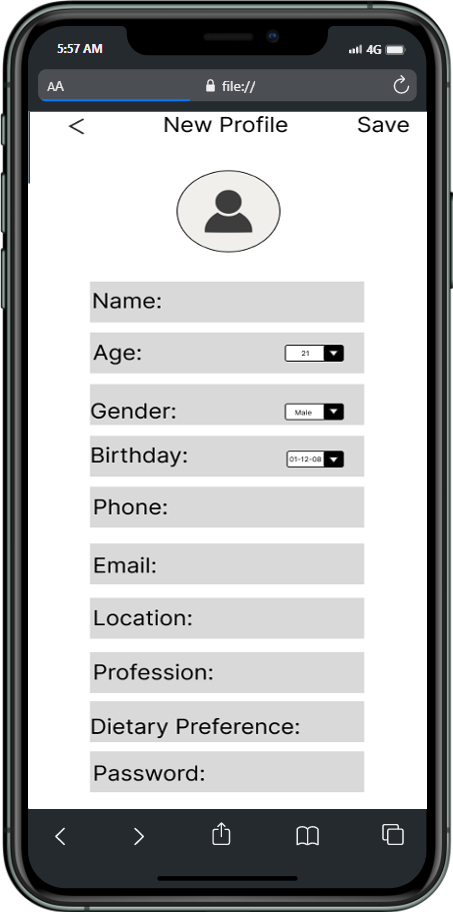 5:57 AM 4G
AA file://
< New Profile Save
Name:
Age: 21
Gender: Male
Birthday: 01-12-08
Phone:
Email:
Location:
Profession:
Dietary Preference:
Password: